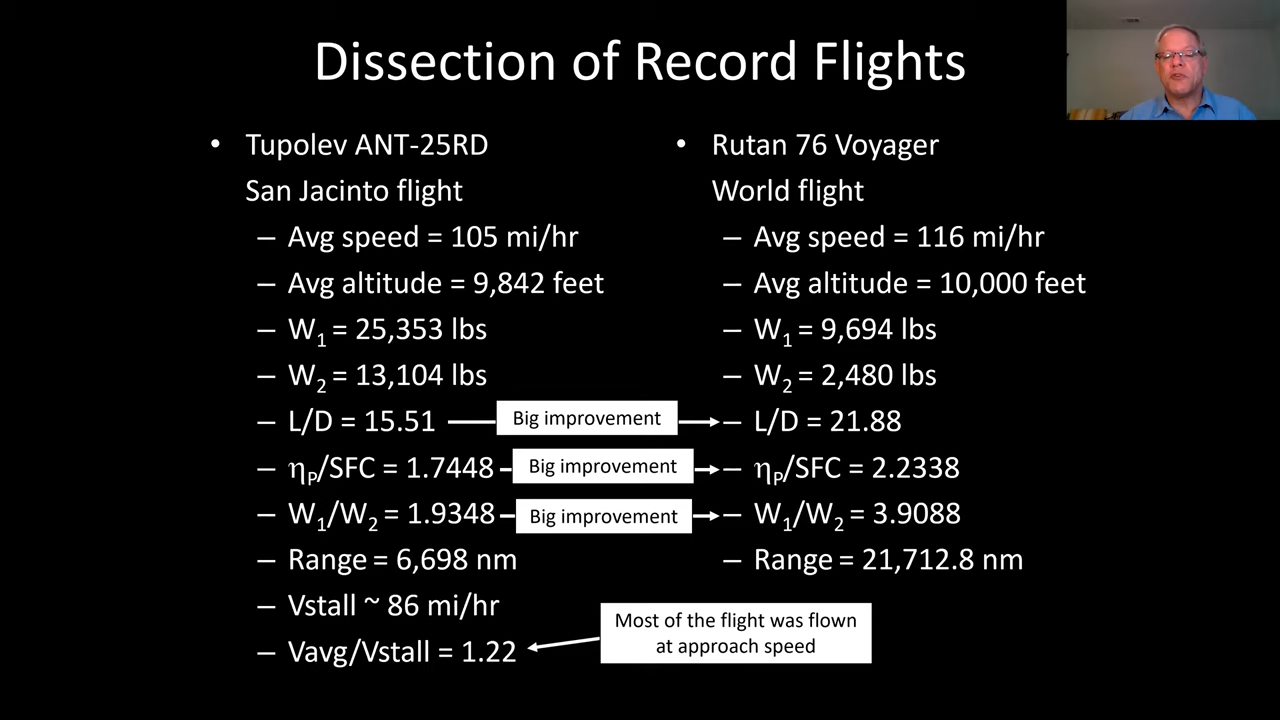 Dissection of Record Flights
• Tupolev ANT-25RD
San Jacinto flight
– Avg speed = 105 mi/hr
– Avg altitude = 9,842 feet
– W1 = 25,353 lbs
– W2 = 13,104 lbs
– L/D = 15.51
– ηP/SFC = 1.7448
– W1/W2 = 1.9348
– Range = 6,698 nm
– Vstall ~ 86 mi/hr
– Vavg/Vstall = 1.22
Big improvement
Big improvement
Big improvement
• Rutan 76 Voyager
World flight
– Avg speed = 116 mi/hr
– Avg altitude = 10,000 feet
– W1 = 9,694 lbs
– W2 = 2,480 lbs
– L/D = 21.88
– ηP/SFC = 2.2338
– W1/W2 = 3.9088
– Range = 21,712.8 nm
Most of the flight was flown
at approach speed